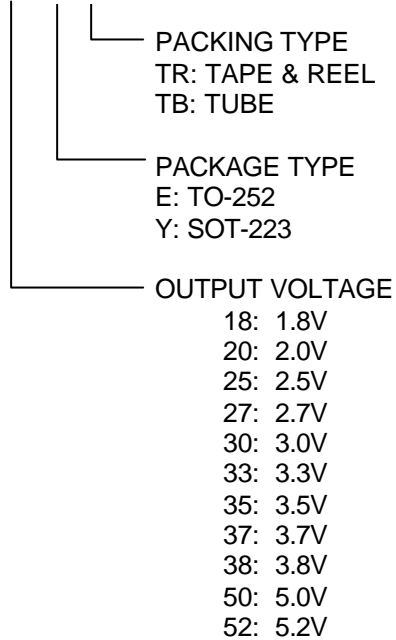 PACKING TYPE
TR: TAPE & REEL
TB: TUBE
PACKAGE TYPE
E: TO-252
Y: SOT-223
OUTPUT VOLTAGE
18: 1.8V
20: 2.0V
25: 2.5V
27: 2.7V
30: 3.0V
33: 3.3V
35: 3.5V
37: 3.7V
38: 3.8V
50: 5.0V
52: 5.2V